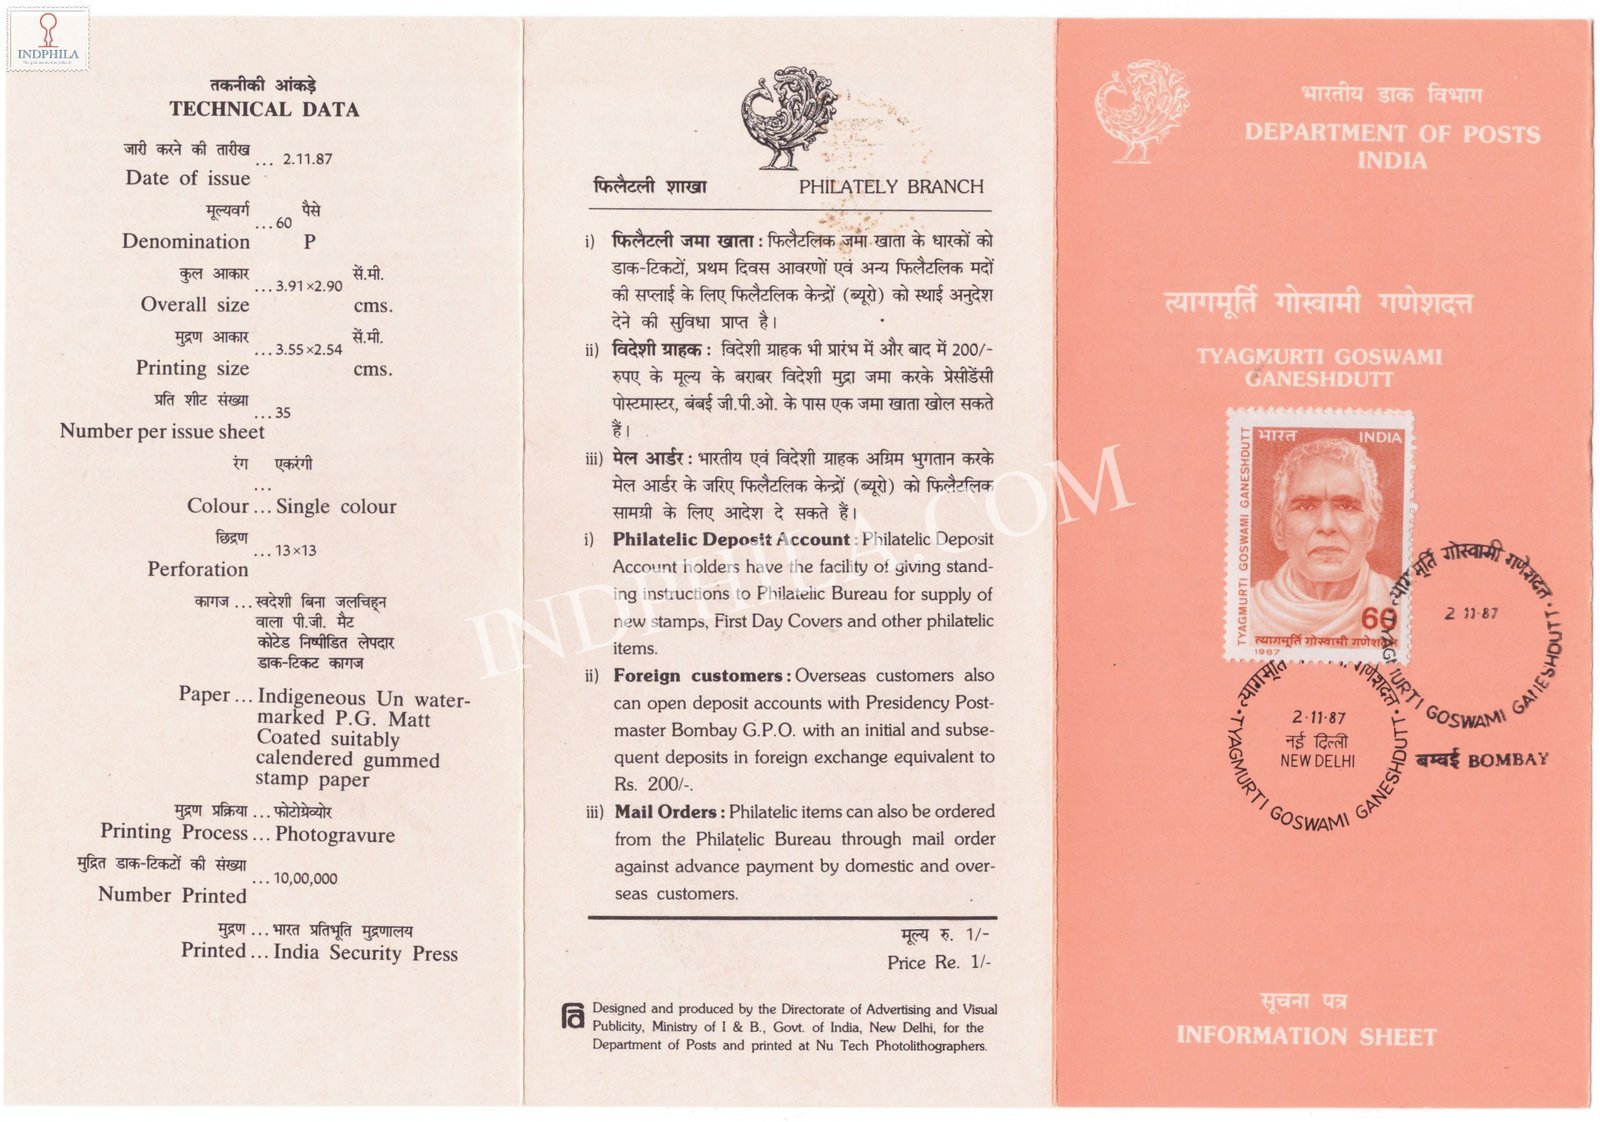 INDPHILA
तकनीकी आंकड़े
TECHNICAL DATA
जारी करने की तारीख
... 2.11.87
Date of issue
मूल्यवर्ग पैसे
...60
Denomination P
कुल आकार सें.मी.
...3.91×2.90
Overall size cms.
मुद्रण आकार सें.मी.
...3.55×2.54
Printing size cms.
प्रति शीट संख्या
...35
Number per issue sheet
रंग एकरंगी
...
Colour ... Single colour
छिद्रण
...13×13
Perforation
कागज ... स्वदेशी बिना जलचिह्न
वाला पी.जी. मैट
कोटेड निष्पीडित लेपदार
डाक-टिकट कागज
Paper ... Indigeneous Un water-
marked P.G. Matt
Coated suitably
calendered gummed
stamp paper
मुद्रण प्रक्रिया ... फोटोग्रेव्योर
Printing Process ... Photogravure
मुद्रित डाक-टिकटों की संख्या
... 10,00,000
Number Printed
मुद्रण ... भारत प्रतिभूति मुद्रणालय
Printed ... India Security Press
फिलैटली शाखा PHILATELY BRANCH
i) फिलैटली जमा खाता : फिलैटलिक जमा खाता के धारकों को
डाक-टिकटों, प्रथम दिवस आवरणों एवं अन्य फिलैटलिक मदों
की सप्लाई के लिए फिलैटलिक केन्द्रों (ब्यूरो) को स्थाई अनुदेश
देने की सुविधा प्राप्त है।
ii) विदेशी ग्राहक : विदेशी ग्राहक भी प्रारंभ में और बाद में 200/-
रुपए के मूल्य के बराबर विदेशी मुद्रा जमा करके प्रेसीडेंसी
पोस्टमास्टर, बंबई जी.पी.ओ. के पास एक जमा खाता खोल सकते
हैं।
iii) मेल आर्डर : भारतीय एवं विदेशी ग्राहक अग्रिम भुगतान करके
मेल आर्डर के जरिए फिलैटलिक केन्द्रों (ब्यूरो) को फिलैटलिक
सामग्री के लिए आदेश दे सकते हैं।
i) Philatelic Deposit Account : Philatelic Deposit
Account holders have the facility of giving stand-
ing instructions to Philatelic Bureau for supply of
new stamps, First Day Covers and other philatelic
items.
ii) Foreign customers : Overseas customers also
can open deposit accounts with Presidency Post-
master Bombay G.P.O. with an initial and subse-
quent deposits in foreign exchange equivalent to
Rs. 200/-.
iii) Mail Orders : Philatelic items can also be ordered
from the Philatelic Bureau through mail order
against advance payment by domestic and over-
seas customers.
मूल्य रु. 1/-
Price Re. 1/-
Designed and produced by the Directorate of Advertising and Visual
Publicity, Ministry of I & B., Govt. of India, New Delhi, for the
Department of Posts and printed at Nu Tech Photolithographers.
INDPHILA.COM
भारतीय डाक विभाग
DEPARTMENT OF POSTS
INDIA
त्यागमूर्ति गोस्वामी गणेशदत्त
TYAGMURTI GOSWAMI
GANESHDUTT
भारत INDIA
TYAGMURTI GOSWAMI GANESHDUTT
60
त्यागमूर्ति गोस्वामी गणेशदत्त
1987
त्यागमूर्ति गोस्वामी गणेशदत्त
2 11·87
TYAGMURTI GOSWAMI GANESHDUTT
बम्बई BOMBAY
त्यागमूर्ति गणेशदत्त
2·11·87
नई दिल्ली
NEW DELHI
TYAGMURTI GOSWAMI GANESHDUTT
सूचना पत्र
INFORMATION SHEET